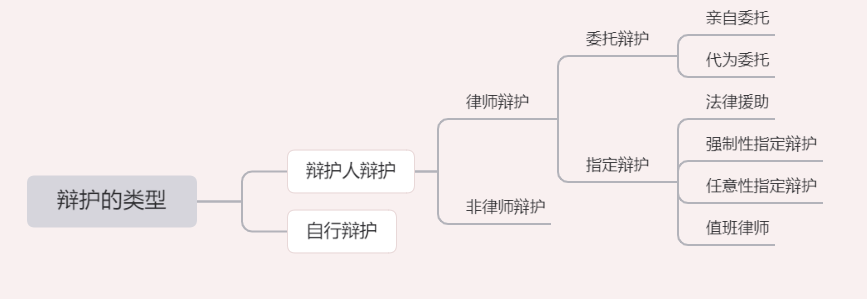 辩护的类型
辩护人辩护
律师辩护
委托辩护
亲自委托
代为委托
指定辩护
法律援助
强制性指定辩护
任意性指定辩护
值班律师
非律师辩护
自行辩护